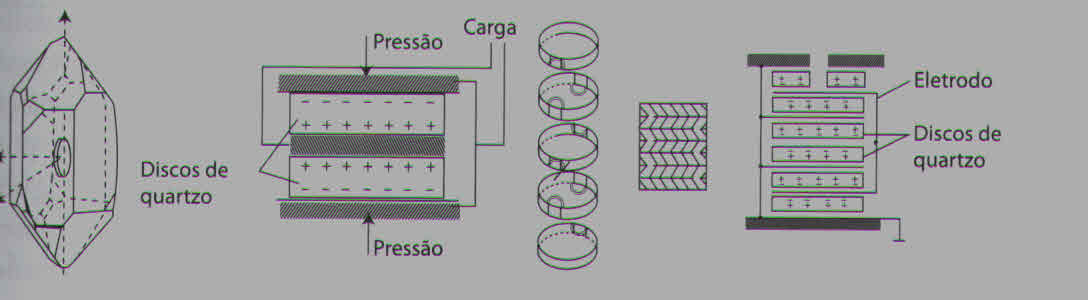 Carga
Pressão
Discos de
quartzo
Pressão
Eletrodo
Discos de
quartzo